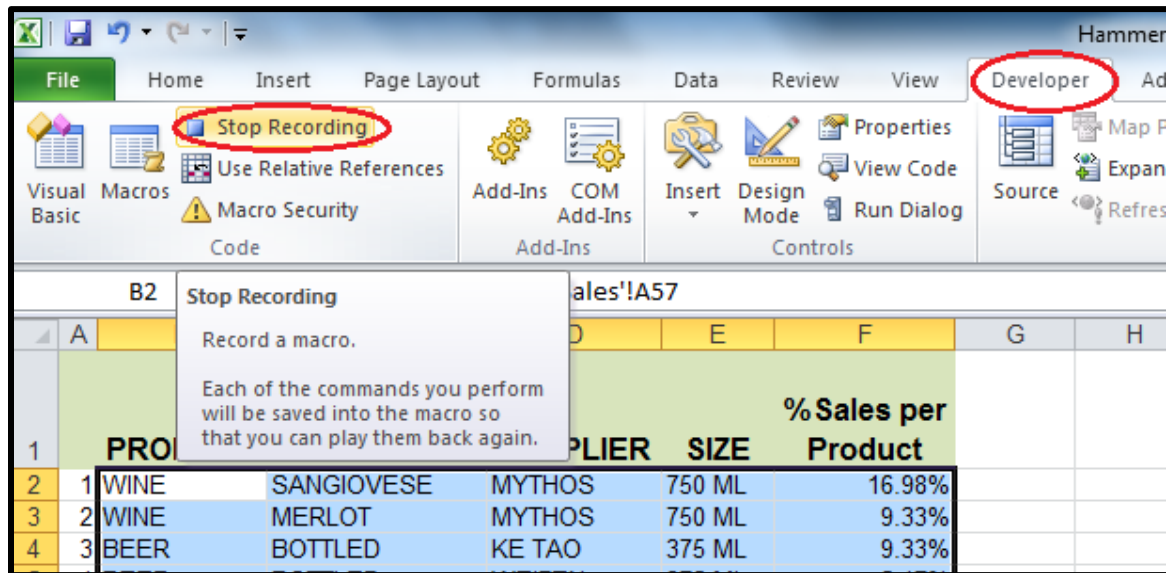 Hammer
File Home Insert Page Layout Formulas Data Review View Developer Ad
Visual Basic
Macros
Stop Recording
Use Relative References
Macro Security
Code
Add-Ins
COM Add-Ins
Add-Ins
Insert
Design Mode
Properties
View Code
Run Dialog
Controls
Source
Map P
Expan
Refres
B2 ales'!A57
Stop Recording
Record a macro.
Each of the commands you perform
will be saved into the macro so
that you can play them back again.
A D E F G H
1 PRO PLIER SIZE % Sales per Product
2 1 WINE SANGIOVESE MYTHOS 750 ML 16.98%
3 2 WINE MERLOT MYTHOS 750 ML 9.33%
4 3 BEER BOTTLED KE TAO 375 ML 9.33%